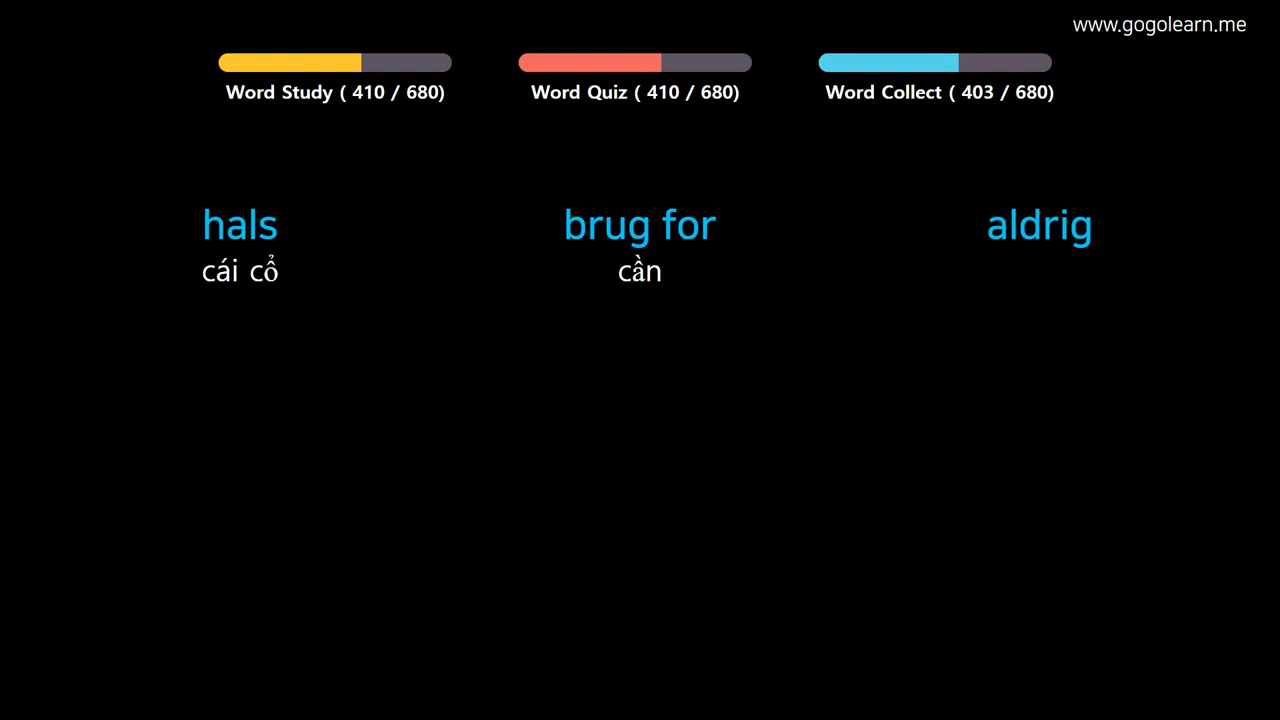 www.gogolearn.me
Word Study ( 410 / 680)
Word Quiz ( 410 / 680)
Word Collect ( 403 / 680)
hals
cái cổ
brug for
cần
aldrig